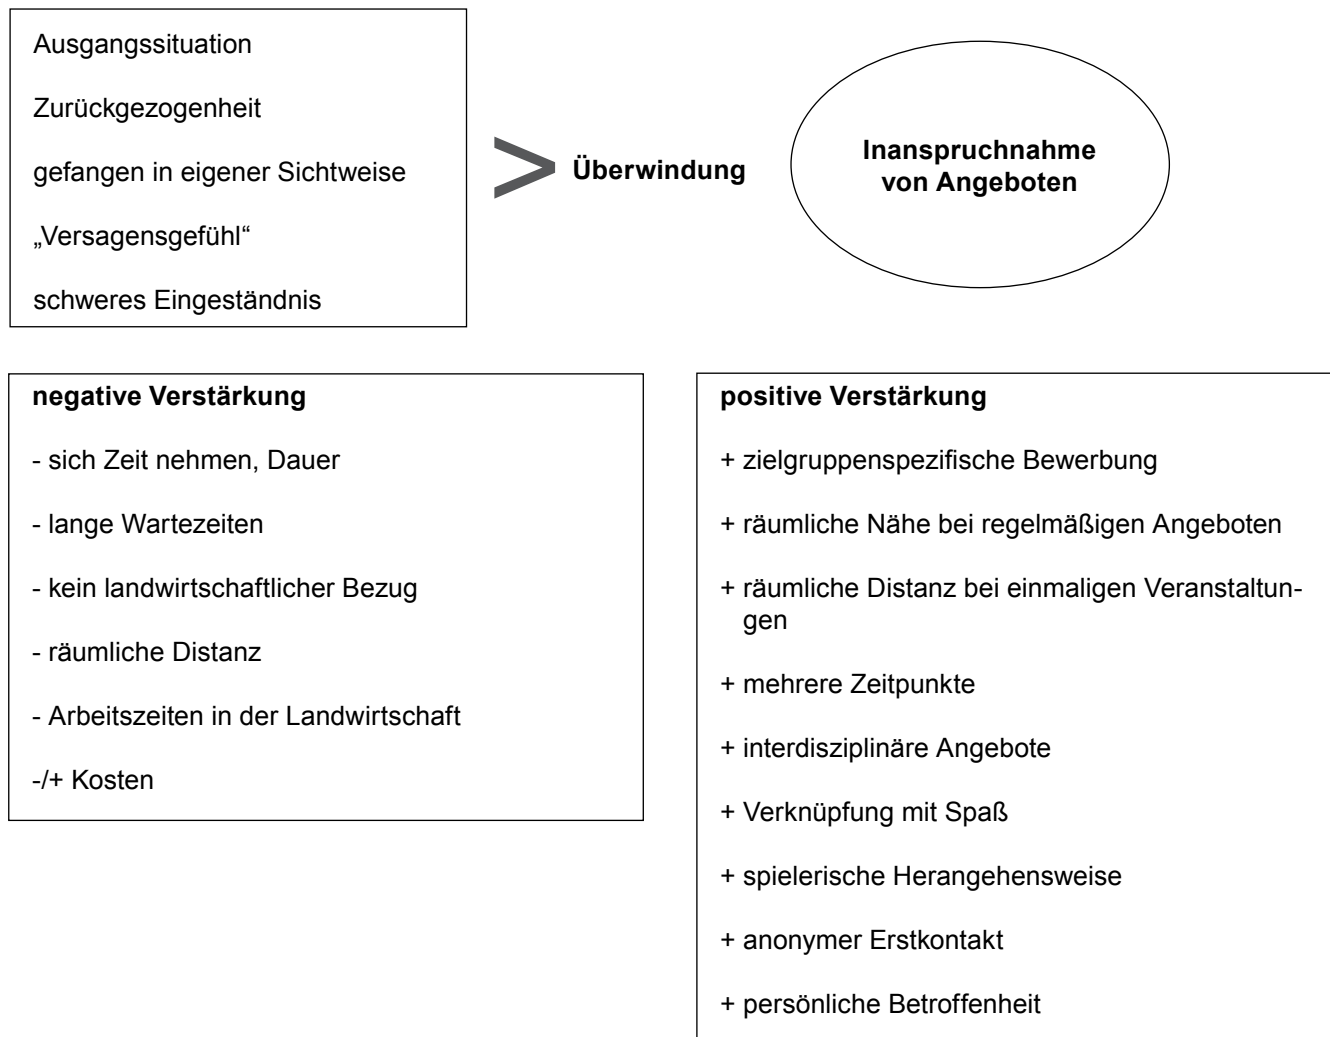 Ausgangssituation
Zurückgezogenheit
gefangen in eigener Sichtweise
„Versagensgefühl“
schweres Eingeständnis
> Überwindung
Inanspruchnahme
von Angeboten
negative Verstärkung
- sich Zeit nehmen, Dauer
- lange Wartezeiten
- kein landwirtschaftlicher Bezug
- räumliche Distanz
- Arbeitszeiten in der Landwirtschaft
-/+ Kosten
positive Verstärkung
+ zielgruppenspezifische Bewerbung
+ räumliche Nähe bei regelmäßigen Angeboten
+ räumliche Distanz bei einmaligen Veranstaltun-
gen
+ mehrere Zeitpunkte
+ interdisziplinäre Angebote
+ Verknüpfung mit Spaß
+ spielerische Herangehensweise
+ anonymer Erstkontakt
+ persönliche Betroffenheit